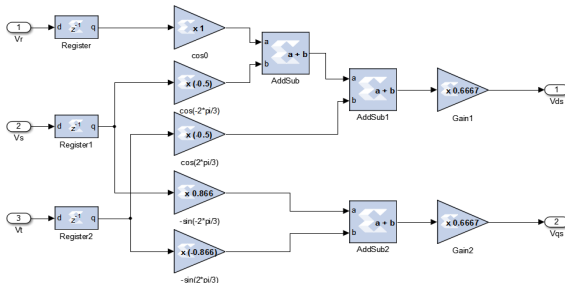 1
Vr
d z⁻¹ q
Register
x 1
cos0
a
b
a + b
AddSub
x (-0.5)
cos(-2*pi/3)
2
Vs
d z⁻¹ q
Register1
x (-0.5)
cos(2*pi/3)
a
b
a + b
AddSub1
x 0.6667
Gain1
1
Vds
x 0.866
-sin(-2*pi/3)
3
Vt
d z⁻¹ q
Register2
x (-0.866)
-sin(2*pi/3)
a
b
a + b
AddSub2
x 0.6667
Gain2
2
Vqs